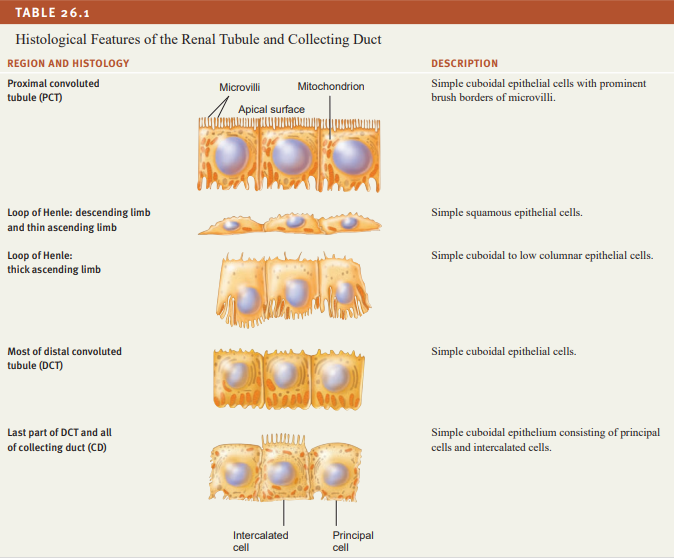 TABLE 26.1
Histological Features of the Renal Tubule and Collecting Duct
REGION AND HISTOLOGY
DESCRIPTION
Proximal convoluted
tubule (PCT)
Microvilli
Mitochondrion
Apical surface
Simple cuboidal epithelial cells with prominent
brush borders of microvilli.
Loop of Henle: descending limb
and thin ascending limb
Simple squamous epithelial cells.
Loop of Henle:
thick ascending limb
Simple cuboidal to low columnar epithelial cells.
Most of distal convoluted
tubule (DCT)
Simple cuboidal epithelial cells.
Last part of DCT and all
of collecting duct (CD)
Simple cuboidal epithelium consisting of principal
cells and intercalated cells.
Intercalated
cell
Principal
cell